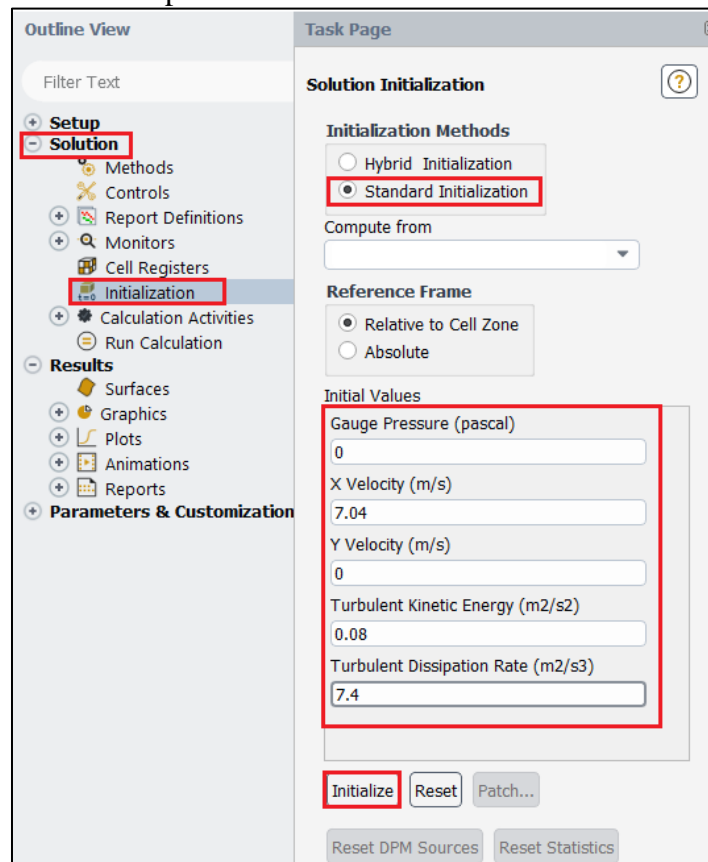 Outline View
Filter Text
Setup
Solution
Methods
Controls
Report Definitions
Monitors
Cell Registers
t=0 Initialization
Calculation Activities
Run Calculation
Results
Surfaces
Graphics
Plots
Animations
Reports
Parameters & Customization
Task Page
Solution Initialization
?
Initialization Methods
Hybrid Initialization
Standard Initialization
Compute from
Reference Frame
Relative to Cell Zone
Absolute
Initial Values
Gauge Pressure (pascal)
0
X Velocity (m/s)
7.04
Y Velocity (m/s)
0
Turbulent Kinetic Energy (m2/s2)
0.08
Turbulent Dissipation Rate (m2/s3)
7.4
Initialize Reset Patch...
Reset DPM Sources Reset Statistics